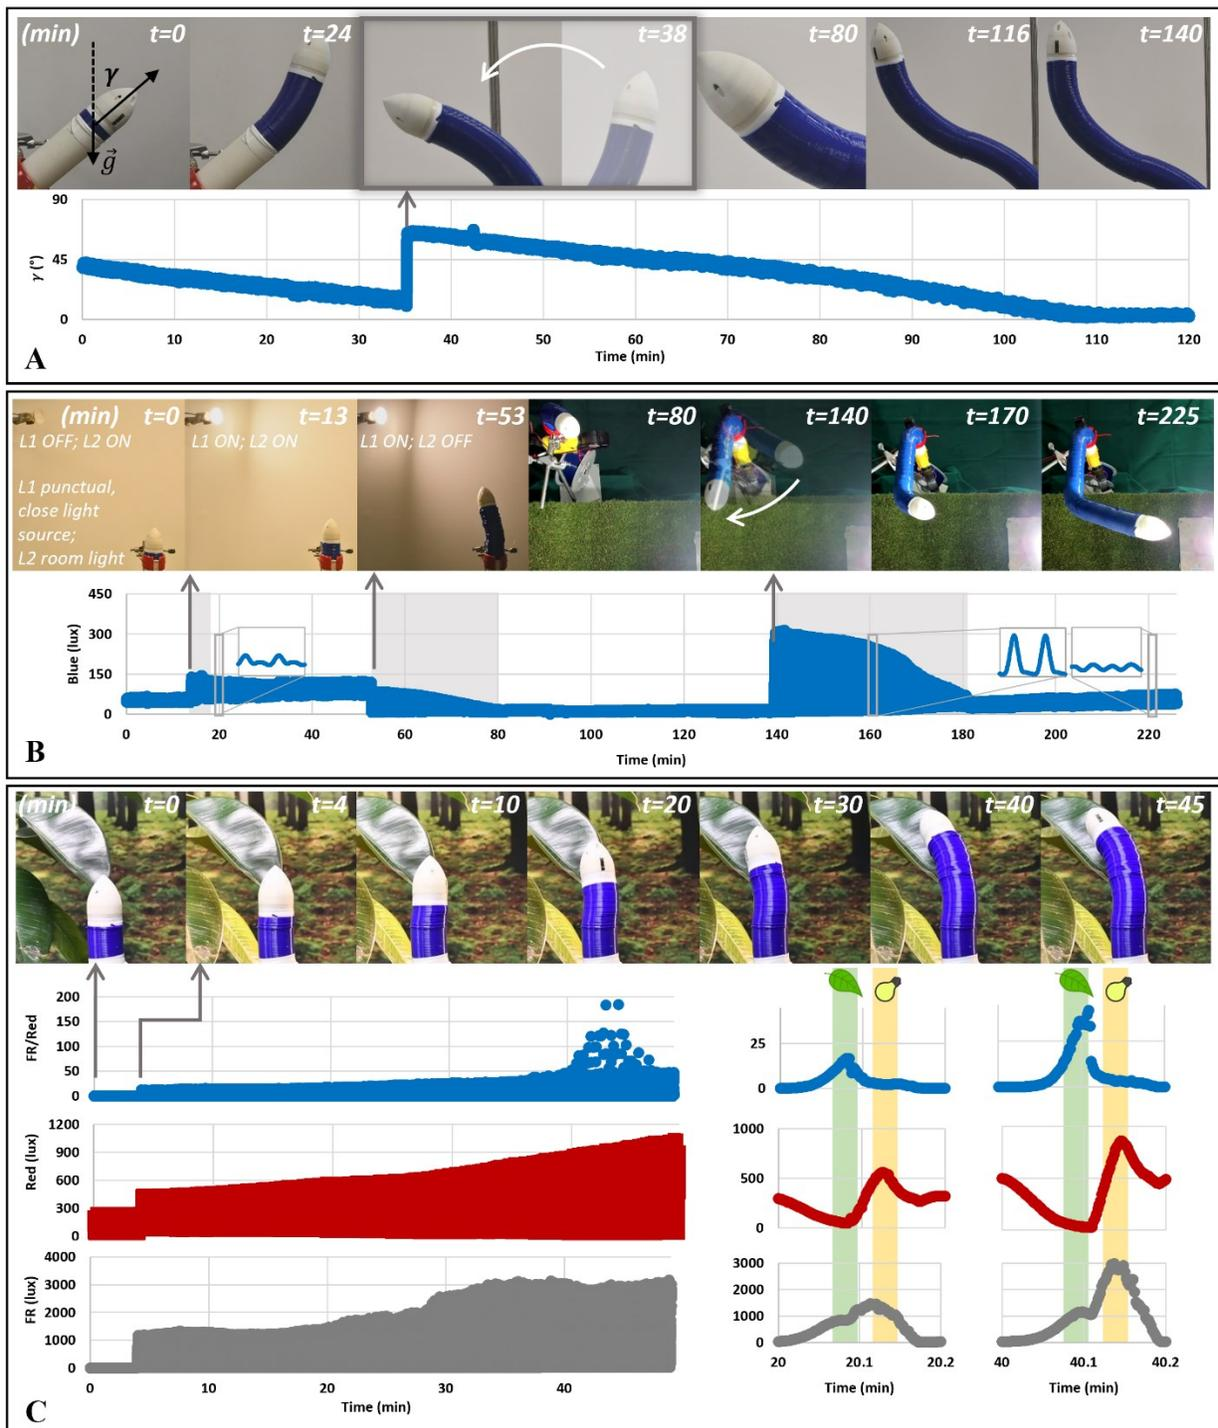 (min) t=0 t=24 t=38 t=80 t=116 t=140
γ
g
90
45
0
γ (°)
0 10 20 30 40 50 60 70 80 90 100 110 120
Time (min)
A
(min) t=0 t=13 t=53 t=80 t=140 t=170 t=225
L1 OFF; L2 ON L1 ON; L2 ON L1 ON; L2 OFF
L1 punctual,
close light
source;
L2 room light
450
300
150
0
Blue (lux)
0 20 40 60 80 100 120 140 160 180 200 220
Time (min)
B
(min) t=0 t=4 t=10 t=20 t=30 t=40 t=45
FR/Red
200
150
100
50
0
25
0
Red (lux)
1200
900
600
300
0
1000
500
0
FR (lux)
4000
3000
2000
1000
0
3000
2000
1000
0
0 10 20 30 40
Time (min)
20 20.1 20.2
Time (min)
40 40.1 40.2
Time (min)
C